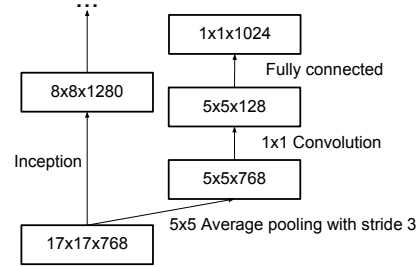 ...
1x1x1024
Fully connected
8x8x1280
5x5x128
1x1 Convolution
Inception
5x5x768
5x5 Average pooling with stride 3
17x17x768